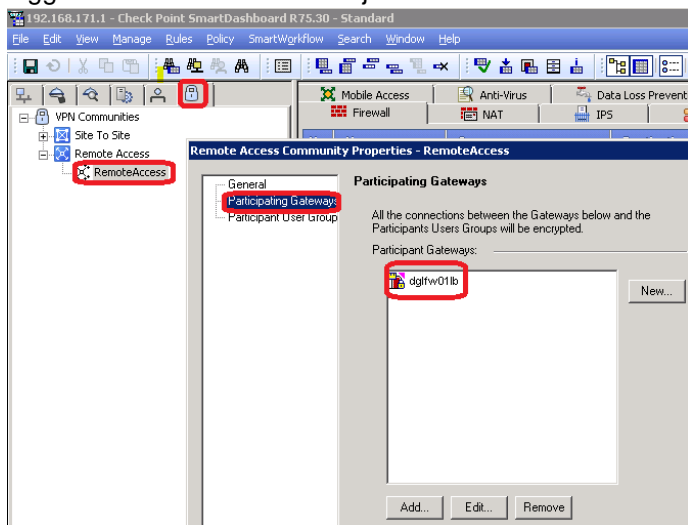 192.168.171.1 - Check Point SmartDashboard R75.30 - Standard
File Edit View Manage Rules Policy SmartWorkflow Search Window Help
Mobile Access Anti-Virus Data Loss Prevent
Firewall NAT IPS
VPN Communities
Site To Site
Remote Access
RemoteAccess
Remote Access Community Properties - RemoteAccess
General
Participating Gateways
Participant User Group
Participating Gateways
All the connections between the Gateways below and the
Participants Users Groups will be encrypted.
Participant Gateways:
dglfw01lb
New...
Add... Edit... Remove